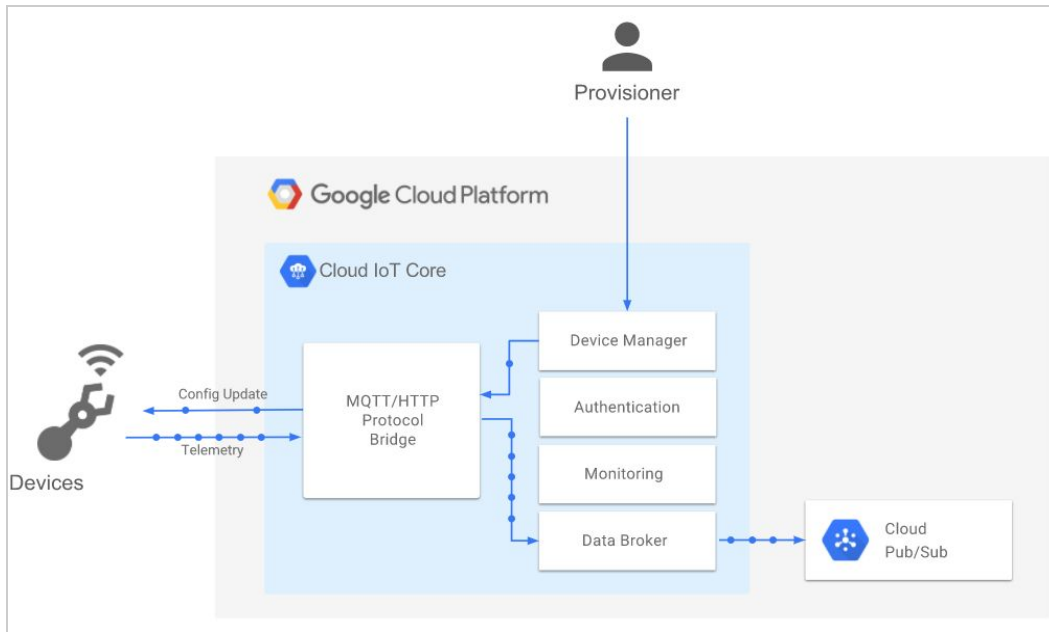 Provisioner
Google Cloud Platform
Cloud IoT Core
Device Manager
Config Update
MQTT/HTTP
Protocol
Bridge
Authentication
Telemetry
Monitoring
Devices
Data Broker
Cloud
Pub/Sub